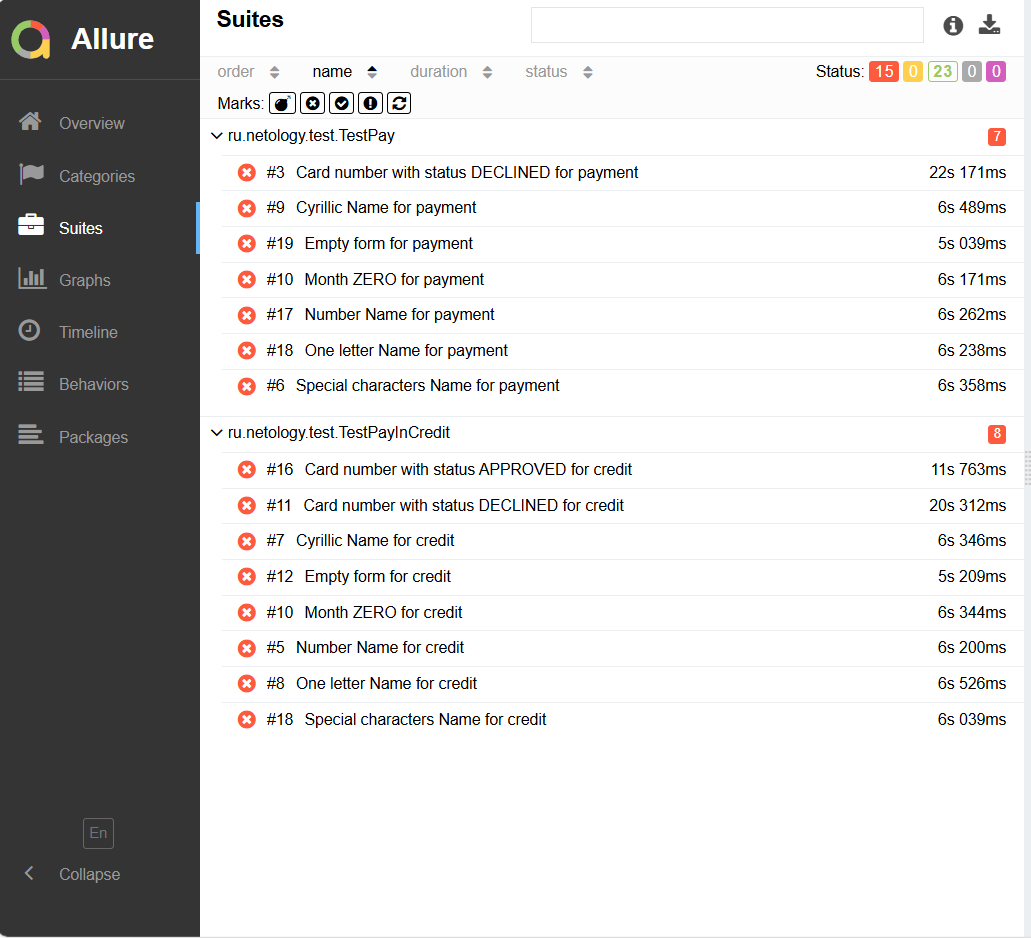 Allure
Overview
Categories
Suites
Graphs
Timeline
Behaviors
Packages
En
Collapse
Suites
order name duration status Status: 15 0 23 0 0
Marks:
ru.netology.test.TestPay 7
#3 Card number with status DECLINED for payment 22s 171ms
#9 Cyrillic Name for payment 6s 489ms
#19 Empty form for payment 5s 039ms
#10 Month ZERO for payment 6s 171ms
#17 Number Name for payment 6s 262ms
#18 One letter Name for payment 6s 238ms
#6 Special characters Name for payment 6s 358ms
ru.netology.test.TestPayInCredit 8
#16 Card number with status APPROVED for credit 11s 763ms
#11 Card number with status DECLINED for credit 20s 312ms
#7 Cyrillic Name for credit 6s 346ms
#12 Empty form for credit 5s 209ms
#10 Month ZERO for credit 6s 344ms
#5 Number Name for credit 6s 200ms
#8 One letter Name for credit 6s 526ms
#18 Special characters Name for credit 6s 039ms